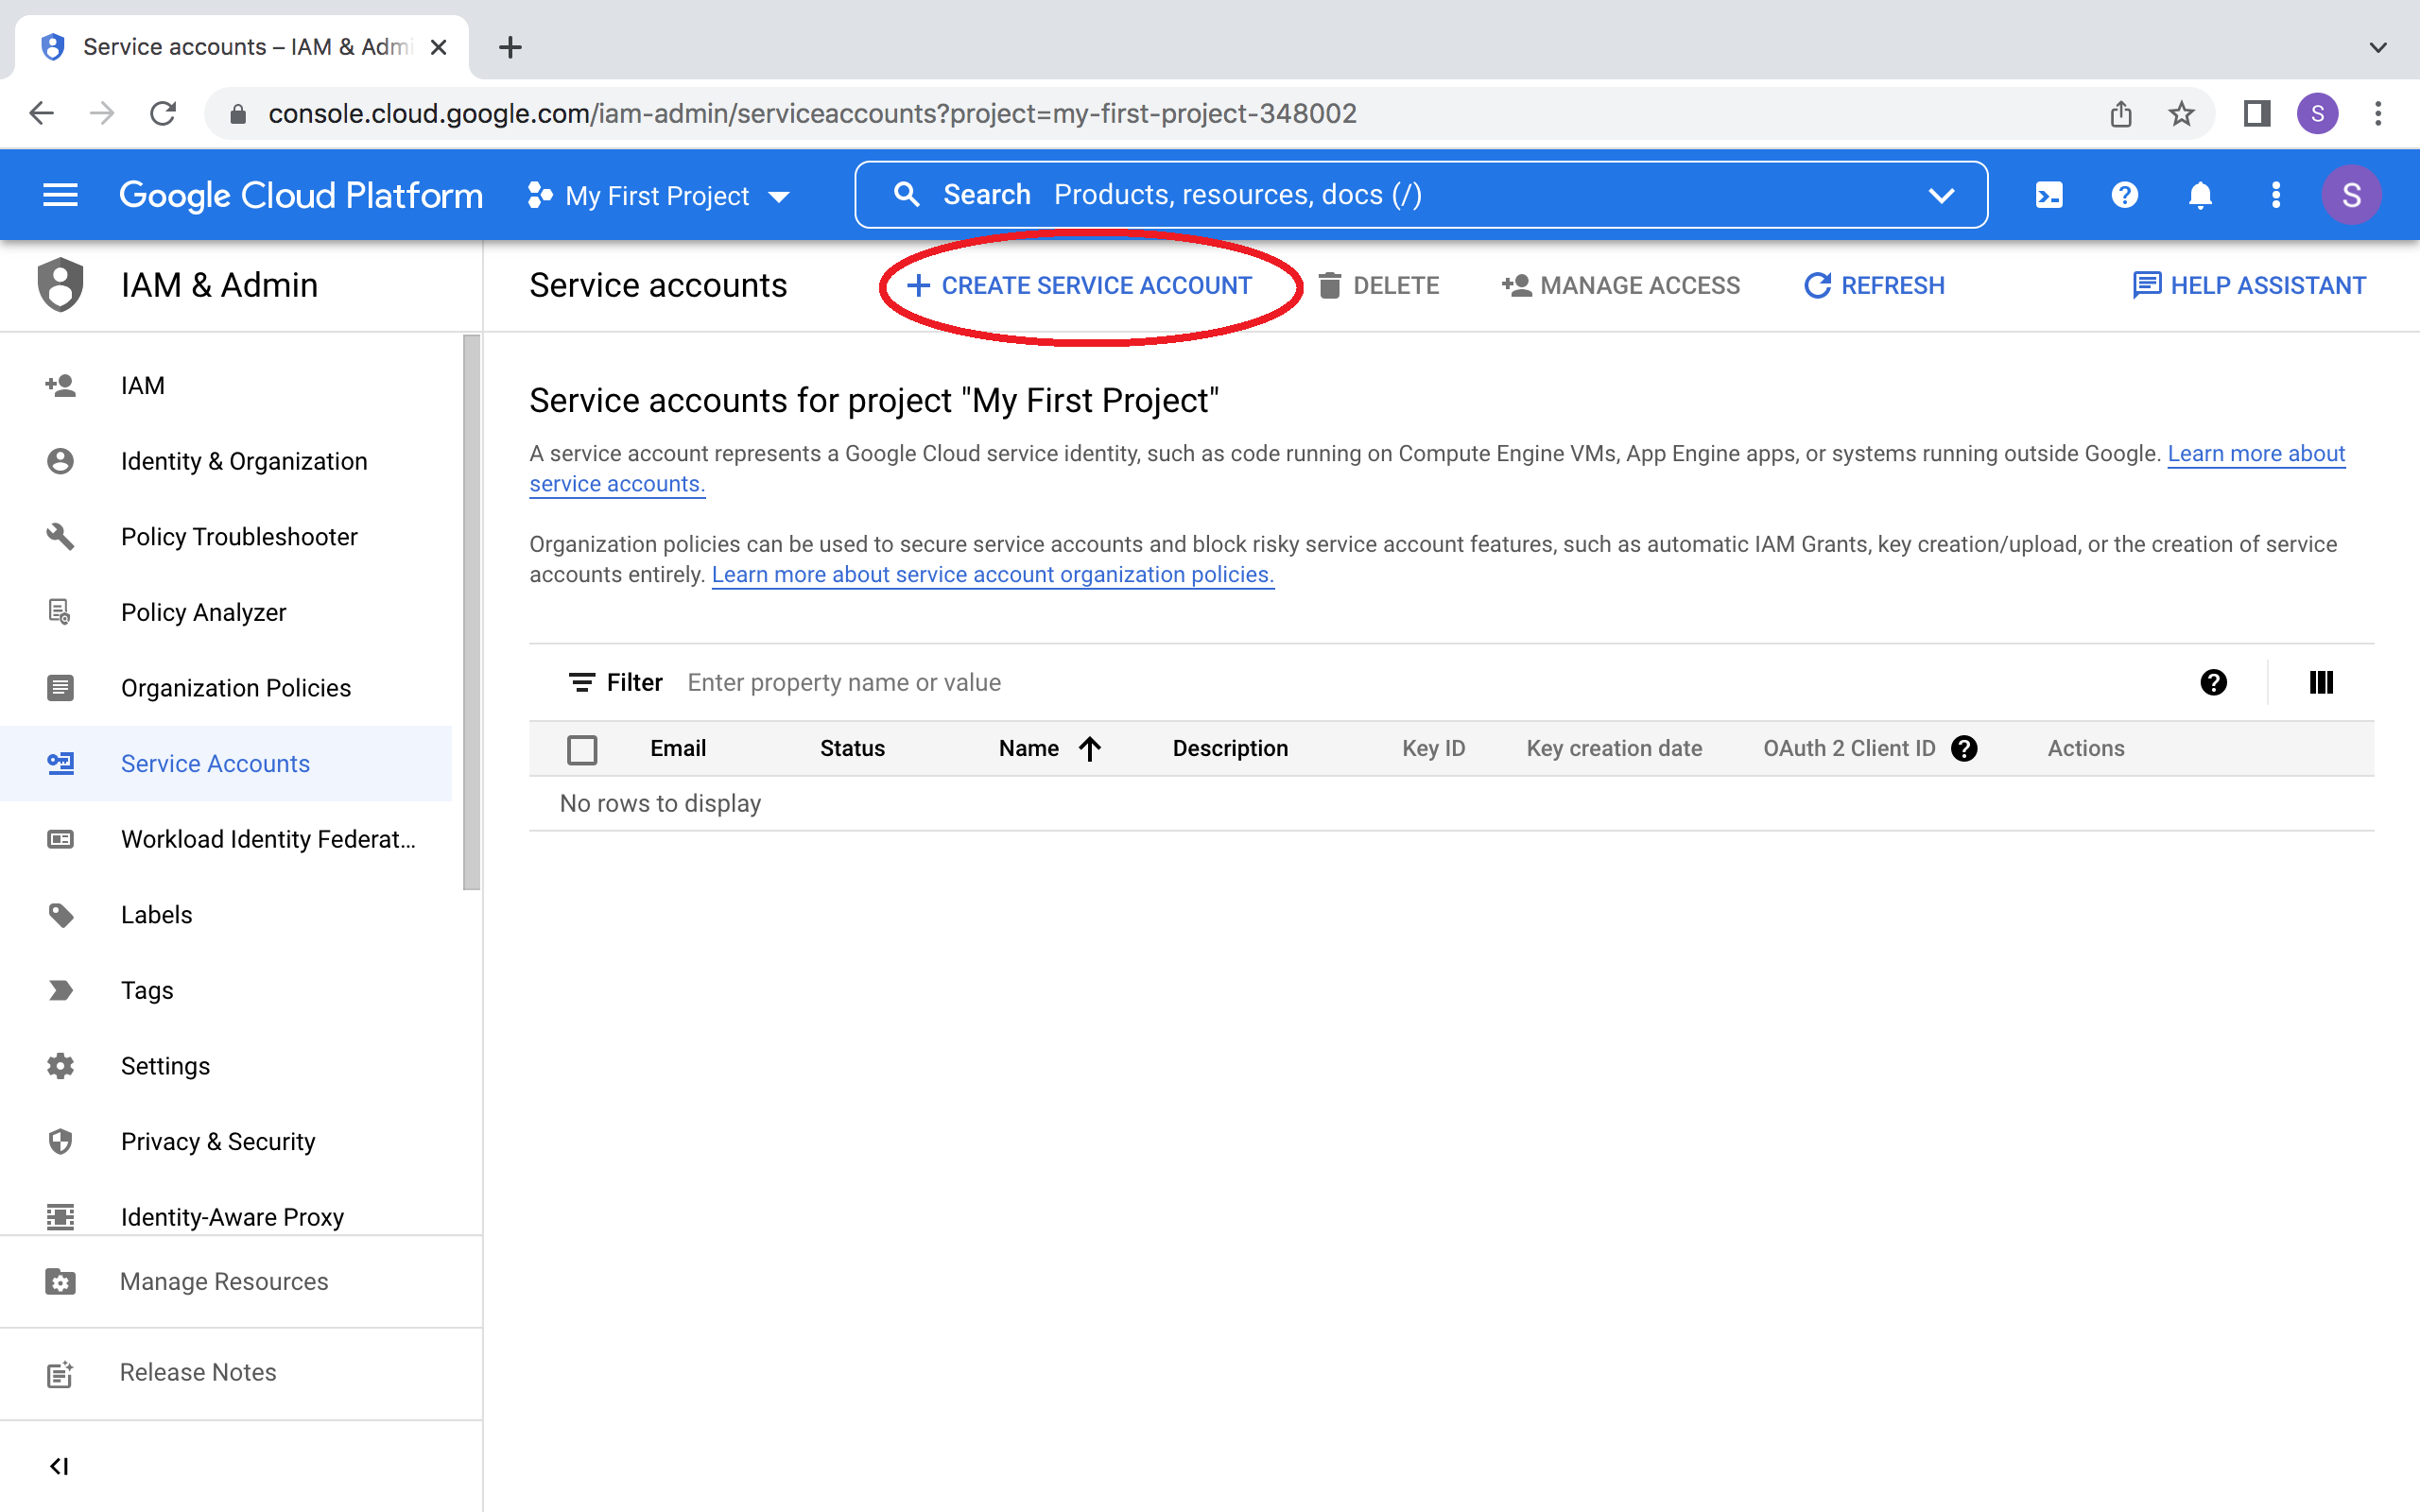 Service accounts – IAM & Admi
console.cloud.google.com/iam-admin/serviceaccounts?project=my-first-project-348002
S
Google Cloud Platform
My First Project
Search Products, resources, docs (/)
S
IAM & Admin
Service accounts
CREATE SERVICE ACCOUNT
DELETE
MANAGE ACCESS
REFRESH
HELP ASSISTANT
IAM
Identity & Organization
Policy Troubleshooter
Policy Analyzer
Organization Policies
Service Accounts
Workload Identity Federat...
Labels
Tags
Settings
Privacy & Security
Identity-Aware Proxy
Manage Resources
Release Notes
Service accounts for project "My First Project"
A service account represents a Google Cloud service identity, such as code running on Compute Engine VMs, App Engine apps, or systems running outside Google. Learn more about
service accounts.
Organization policies can be used to secure service accounts and block risky service account features, such as automatic IAM Grants, key creation/upload, or the creation of service
accounts entirely. Learn more about service account organization policies.
Filter Enter property name or value
Email Status Name Description Key ID Key creation date OAuth 2 Client ID Actions
No rows to display